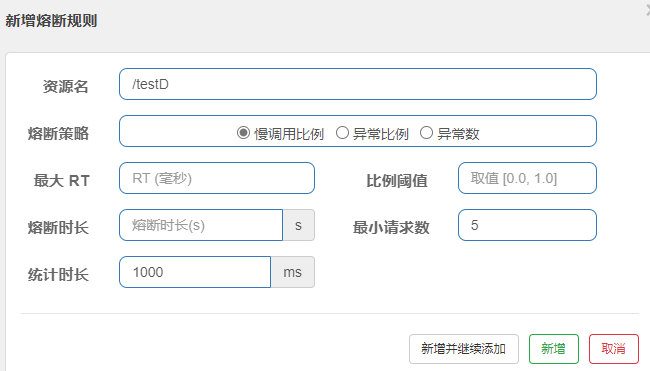 新增熔断规则
资源名 /testD
熔断策略 慢调用比例 异常比例 异常数
最大 RT RT (毫秒) 比例阈值 取值 [0.0, 1.0]
熔断时长 熔断时长(s) s 最小请求数 5
统计时长 1000 ms
新增并继续添加 新增 取消